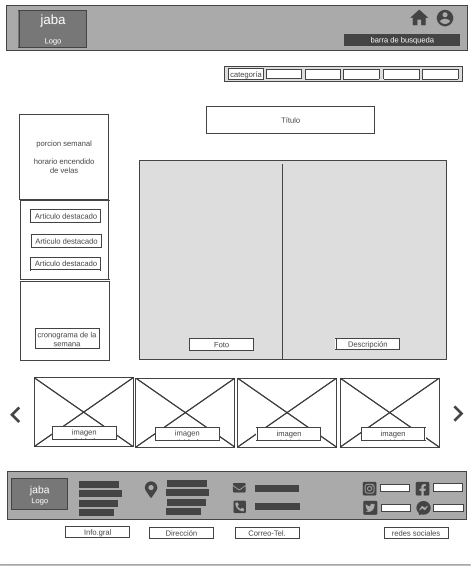 jaba
Logo
barra de busqueda
categoría
Título
porcion semanal
horario encendido
de velas
Articulo destacado
Articulo destacado
Articulo destacado
cronograma de la
semana
Foto
Descripción
imagen
imagen
imagen
imagen
jaba
Logo
Info.gral
Dirección
Correo-Tel.
redes sociales